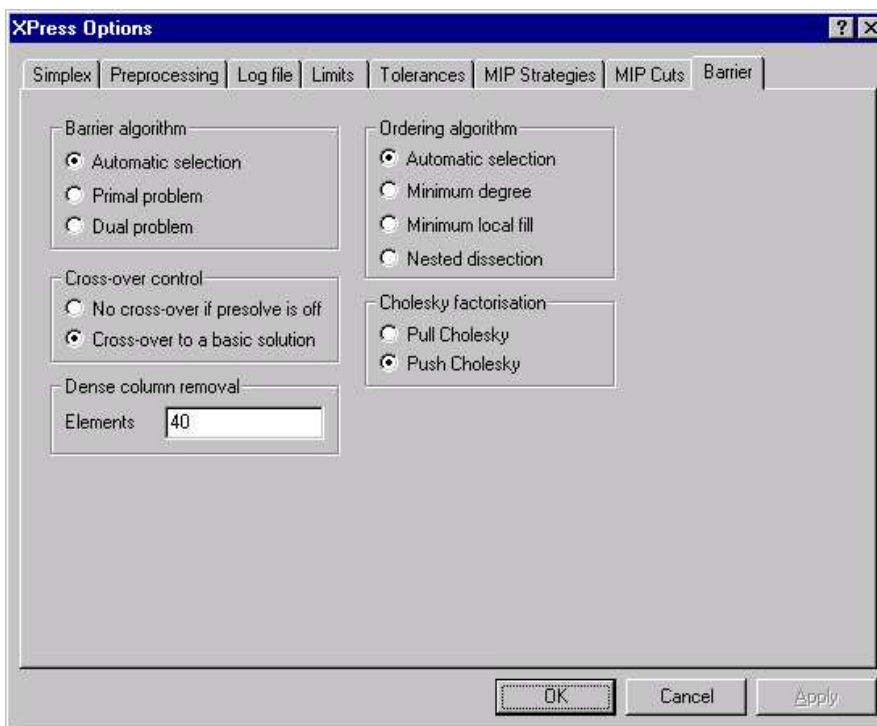 XPress Options
Simplex Preprocessing Log file Limits Tolerances MIP Strategies MIP Cuts Barrier
Barrier algorithm
Automatic selection
Primal problem
Dual problem
Cross-over control
No cross-over if presolve is off
Cross-over to a basic solution
Dense column removal
Elements 40
Ordering algorithm
Automatic selection
Minimum degree
Minimum local fill
Nested dissection
Cholesky factorisation
Pull Cholesky
Push Cholesky
OK Cancel Apply